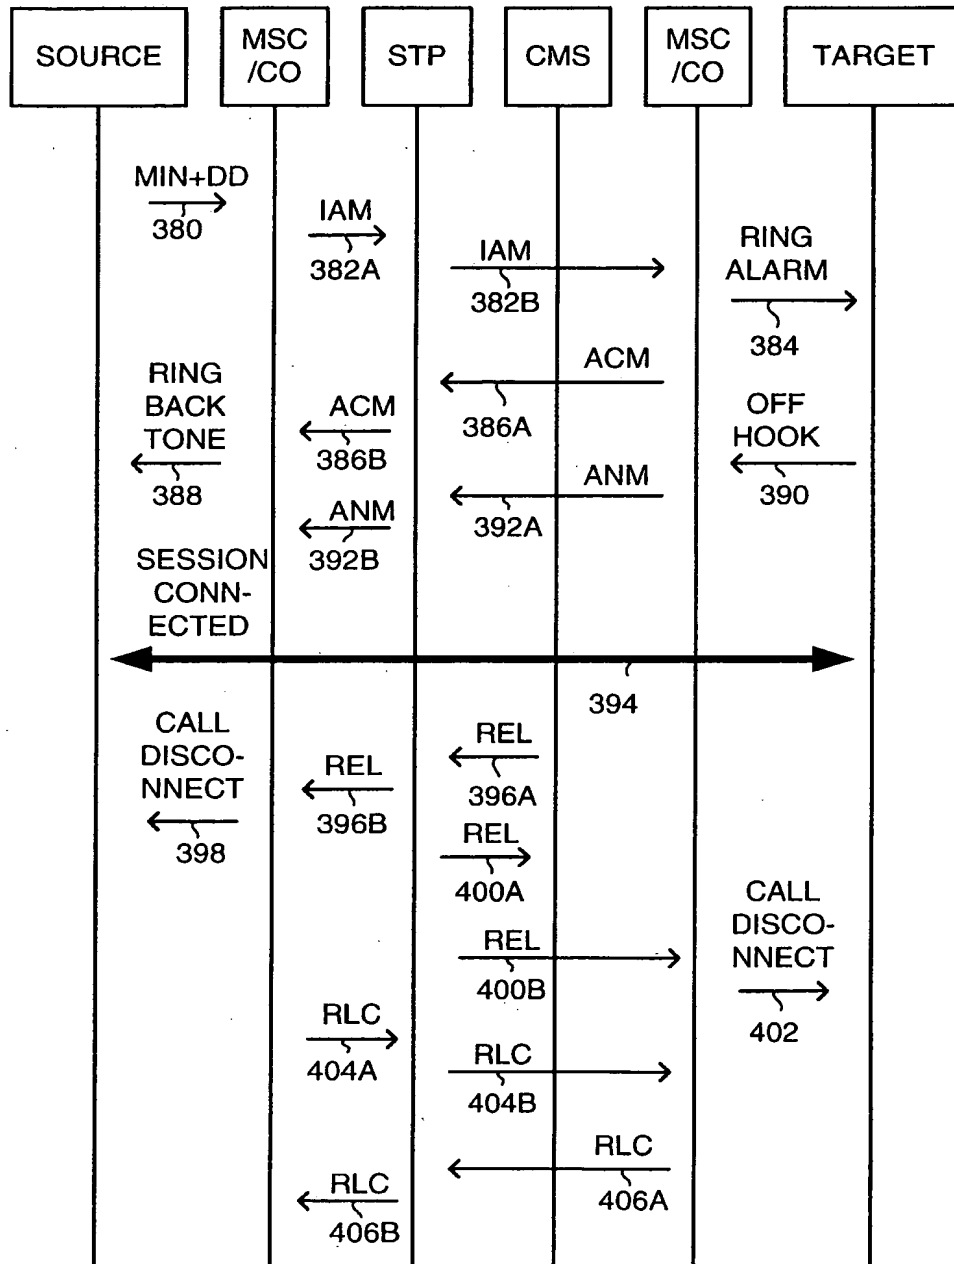 SOURCE
MSC
/CO
STP
CMS
MSC
/CO
TARGET
MIN+DD
380
IAM
382A
IAM
382B
RING
ALARM
384
ACM
386A
RING
BACK
TONE
388
ACM
386B
OFF
HOOK
390
ANM
392A
ANM
392B
SESSION
CONN-
ECTED
394
CALL
DISCO-
NNECT
398
REL
396A
REL
396B
REL
400A
CALL
DISCO-
NNECT
402
REL
400B
RLC
404A
RLC
404B
RLC
406A
RLC
406B